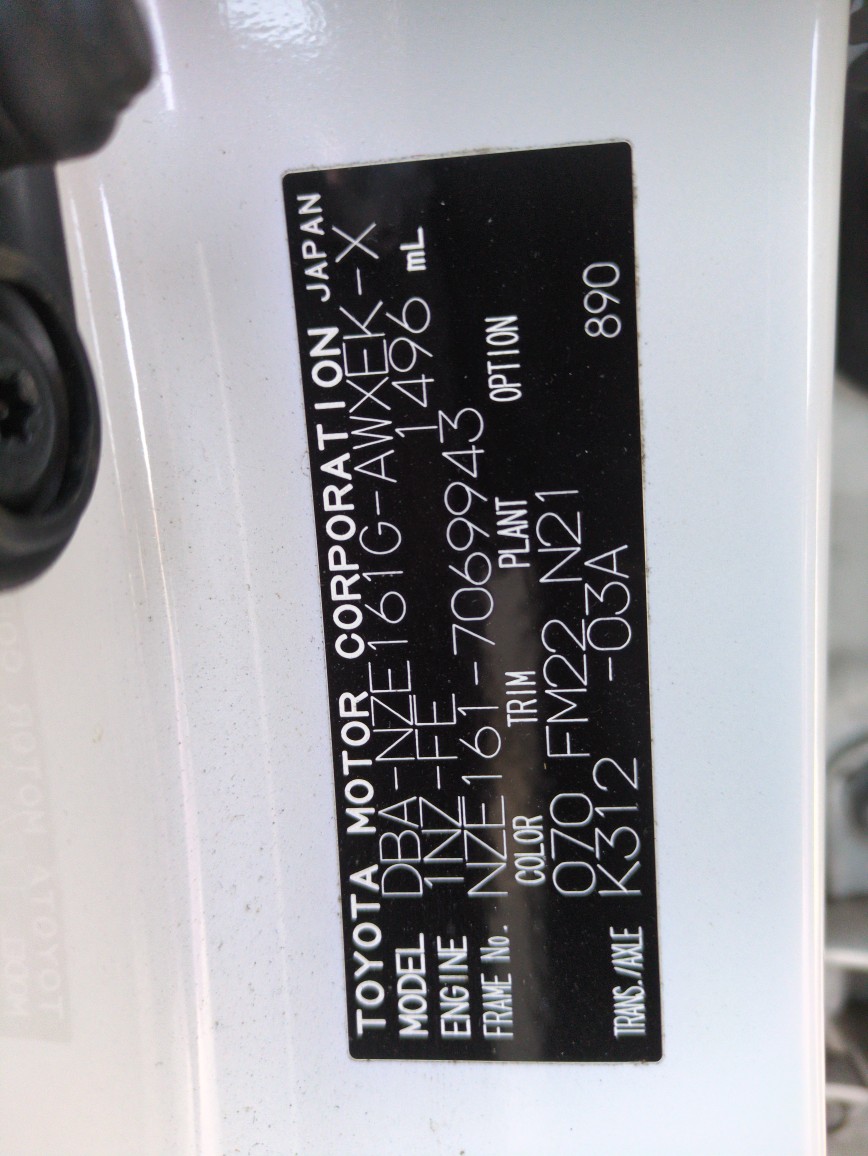 TOYOTA MOTOR CORPORATION JAPAN
MODEL DBA-NZE161G-AWXEK-X
ENGINE 1NZ-FE 1496 mL
FRAME No. NZE161-7069943
COLOR TRIM PLANT OPTION
070 FM22 N21
TRANS./AXLE K312 -03A 890